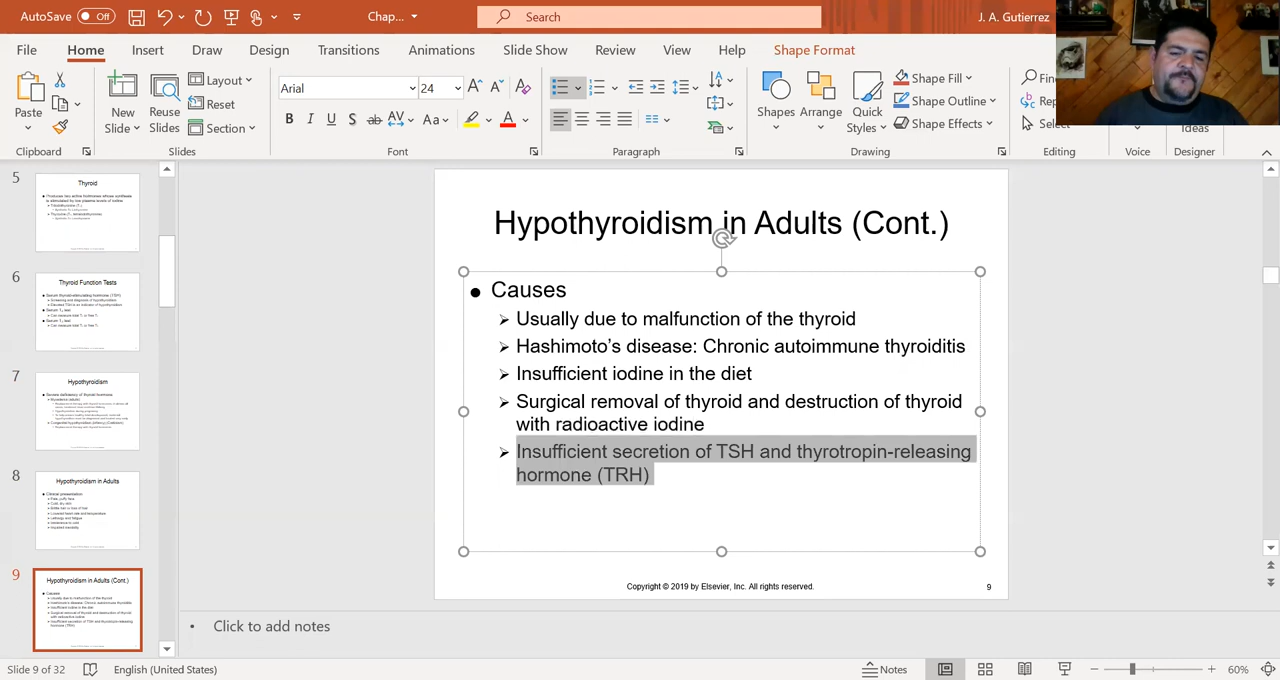 AutoSave Off Chap... Search J. A. Gutierrez
File Home Insert Draw Design Transitions Animations Slide Show Review View Help Shape Format
Paste
New Slide
Reuse Slides
Layout
Reset
Section
Arial 24
B I U S ab AV Aa A
Shapes
Arrange
Quick Styles
Shape Fill
Shape Outline
Shape Effects
Ideas
Clipboard Slides Font Paragraph Drawing Editing Voice Designer
5
Thyroid
6
Thyroid Function Tests
7
Hypothyroidism
8
Hypothyroidism in Adults
9
Hypothyroidism in Adults (Cont.)
Hypothyroidism in Adults (Cont.)
● Causes
➢ Usually due to malfunction of the thyroid
➢ Hashimoto's disease: Chronic autoimmune thyroiditis
➢ Insufficient iodine in the diet
➢ Surgical removal of thyroid and destruction of thyroid
with radioactive iodine
➢ Insufficient secretion of TSH and thyrotropin-releasing
hormone (TRH)
Copyright © 2019 by Elsevier, Inc. All rights reserved. 9
• Click to add notes
Slide 9 of 32 English (United States) Notes 60%